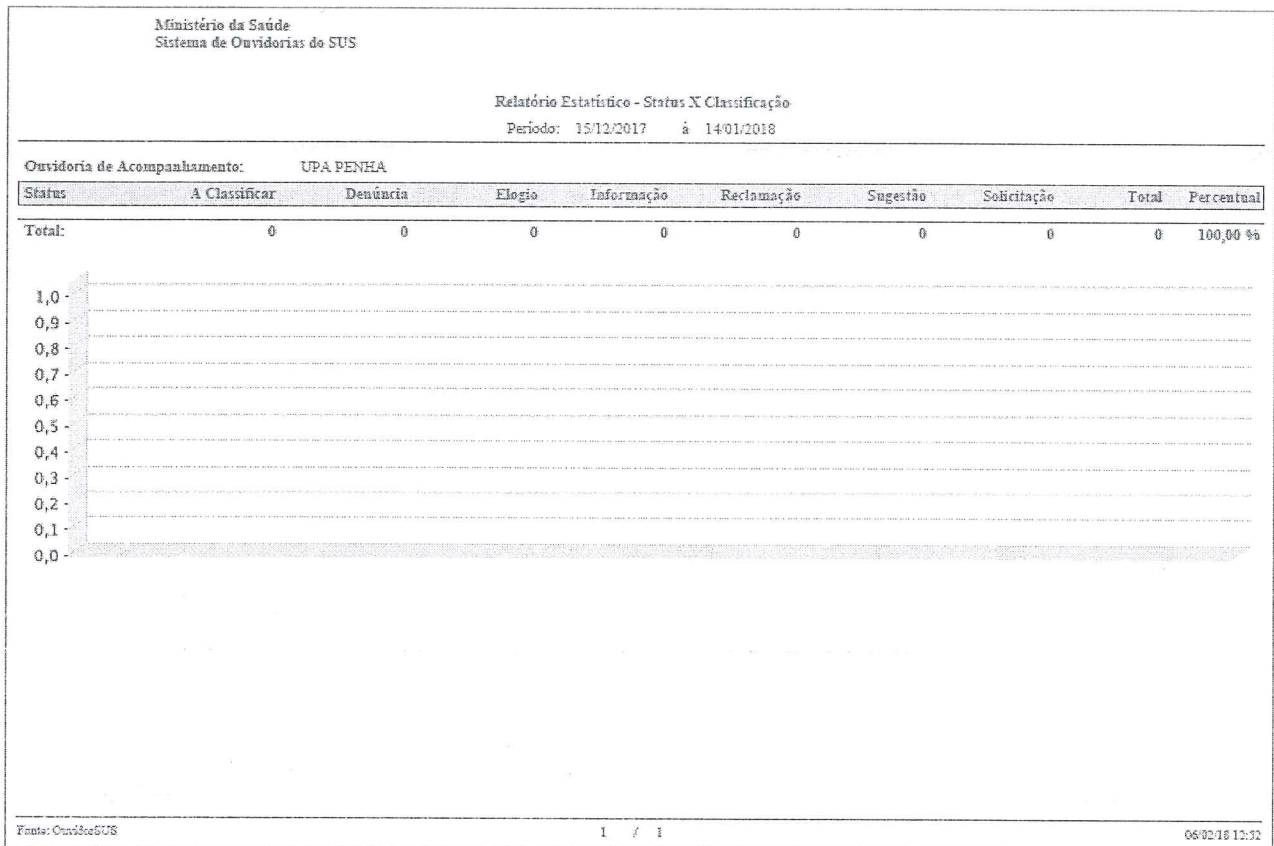 Ministério da Saúde
Sistema de Ouvidorias do SUS
Relatório Estatístico - Status X Classificação
Período: 15/12/2017 à 14/01/2018
Ouvidoria de Acompanhamento: UPA PENHA
Status A Classificar Denúncia Elogio Informação Reclamação Sugestão Solicitação Total Percentual
Total: 0 0 0 0 0 0 0 0 100,00 %
1,0
0,9
0,8
0,7
0,6
0,5
0,4
0,3
0,2
0,1
0,0
Fonte: OuvidorSUS 1 / 1 06/02/18 12:52